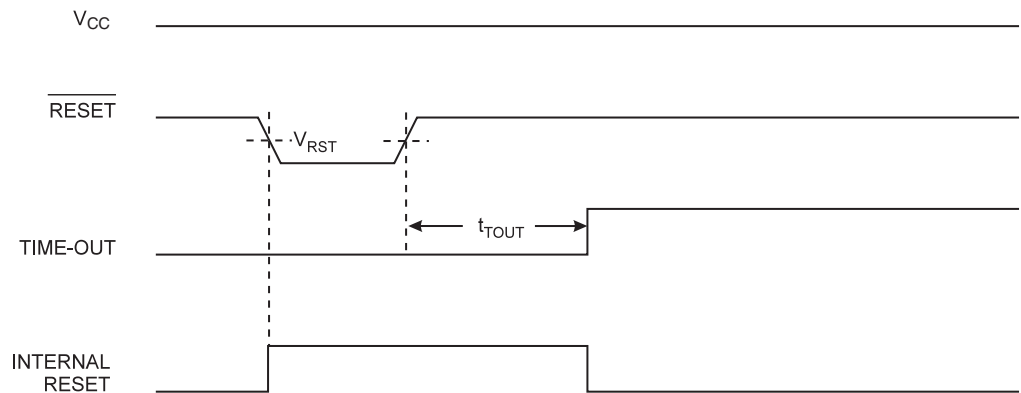 VCC
RESET
VRST
tTOUT
TIME-OUT
INTERNAL
RESET